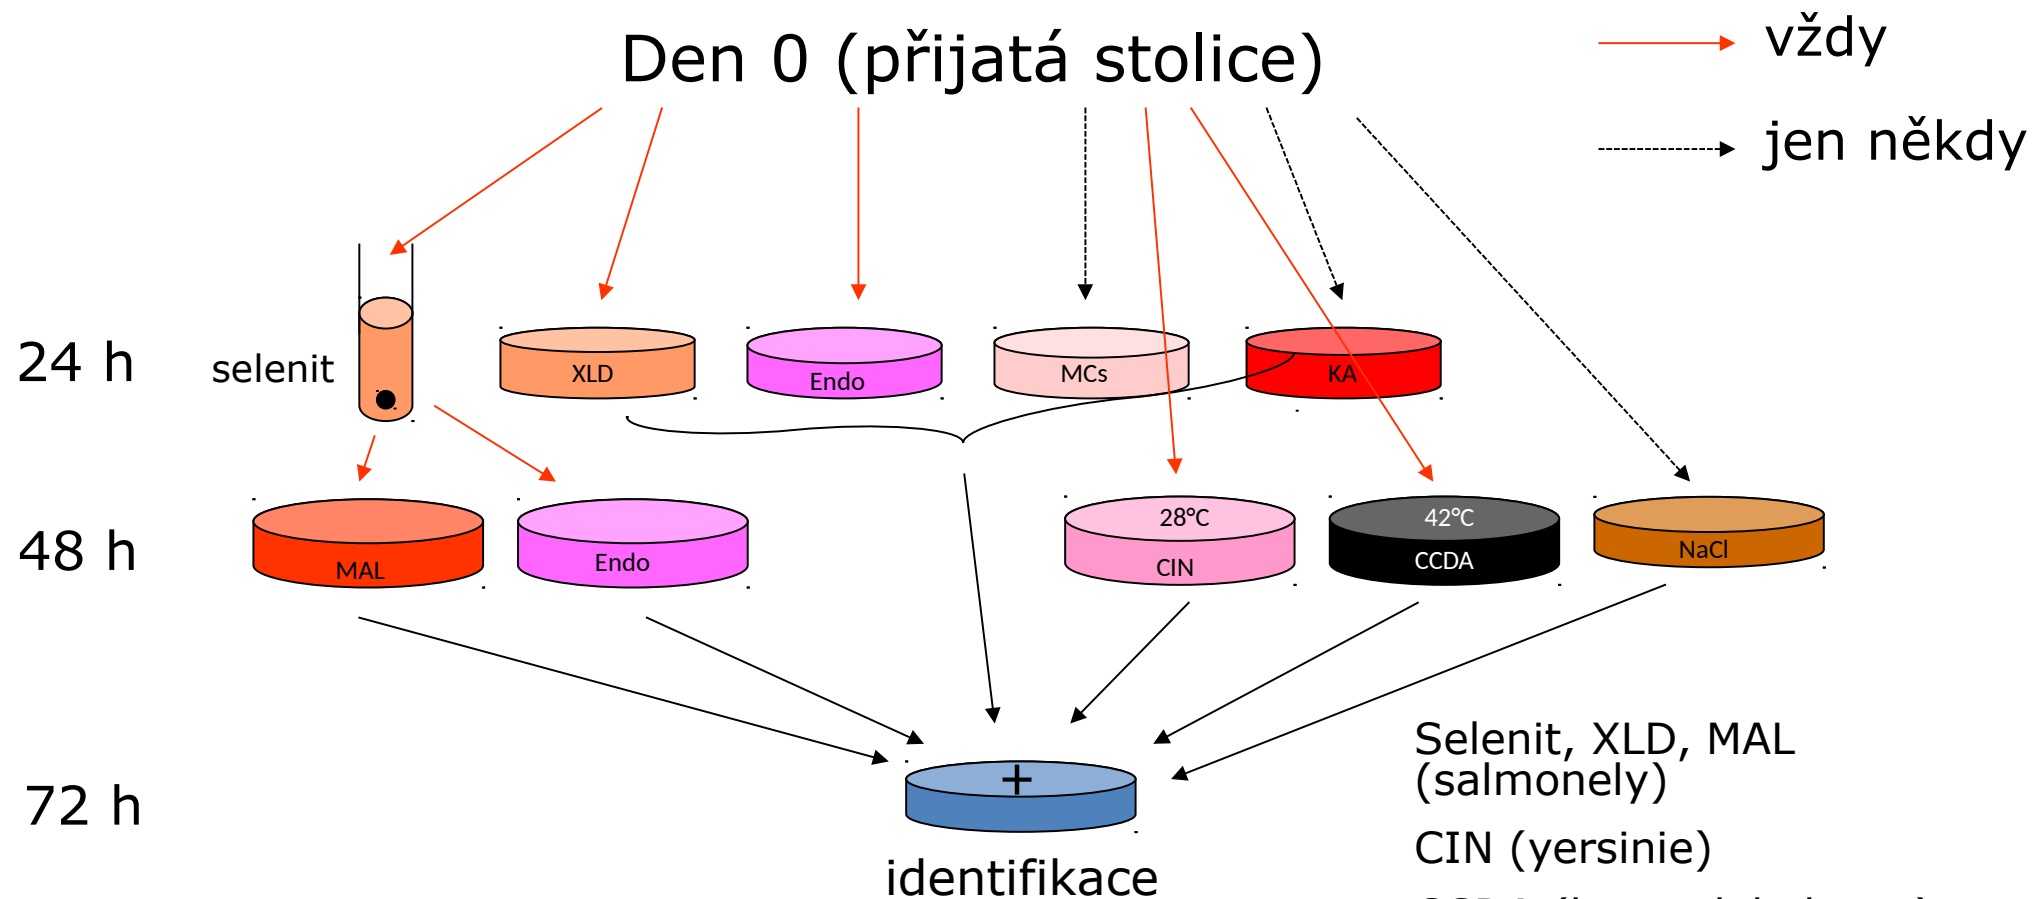 Den 0 (přijatá stolice)
vždy
jen někdy
24 h
selenit
XLD
Endo
MCs
KA
48 h
MAL
Endo
28°C
CIN
42°C
CCDA
NaCl
72 h
+
identifikace
Selenit, XLD, MAL
(salmonely)
CIN (yersinie)